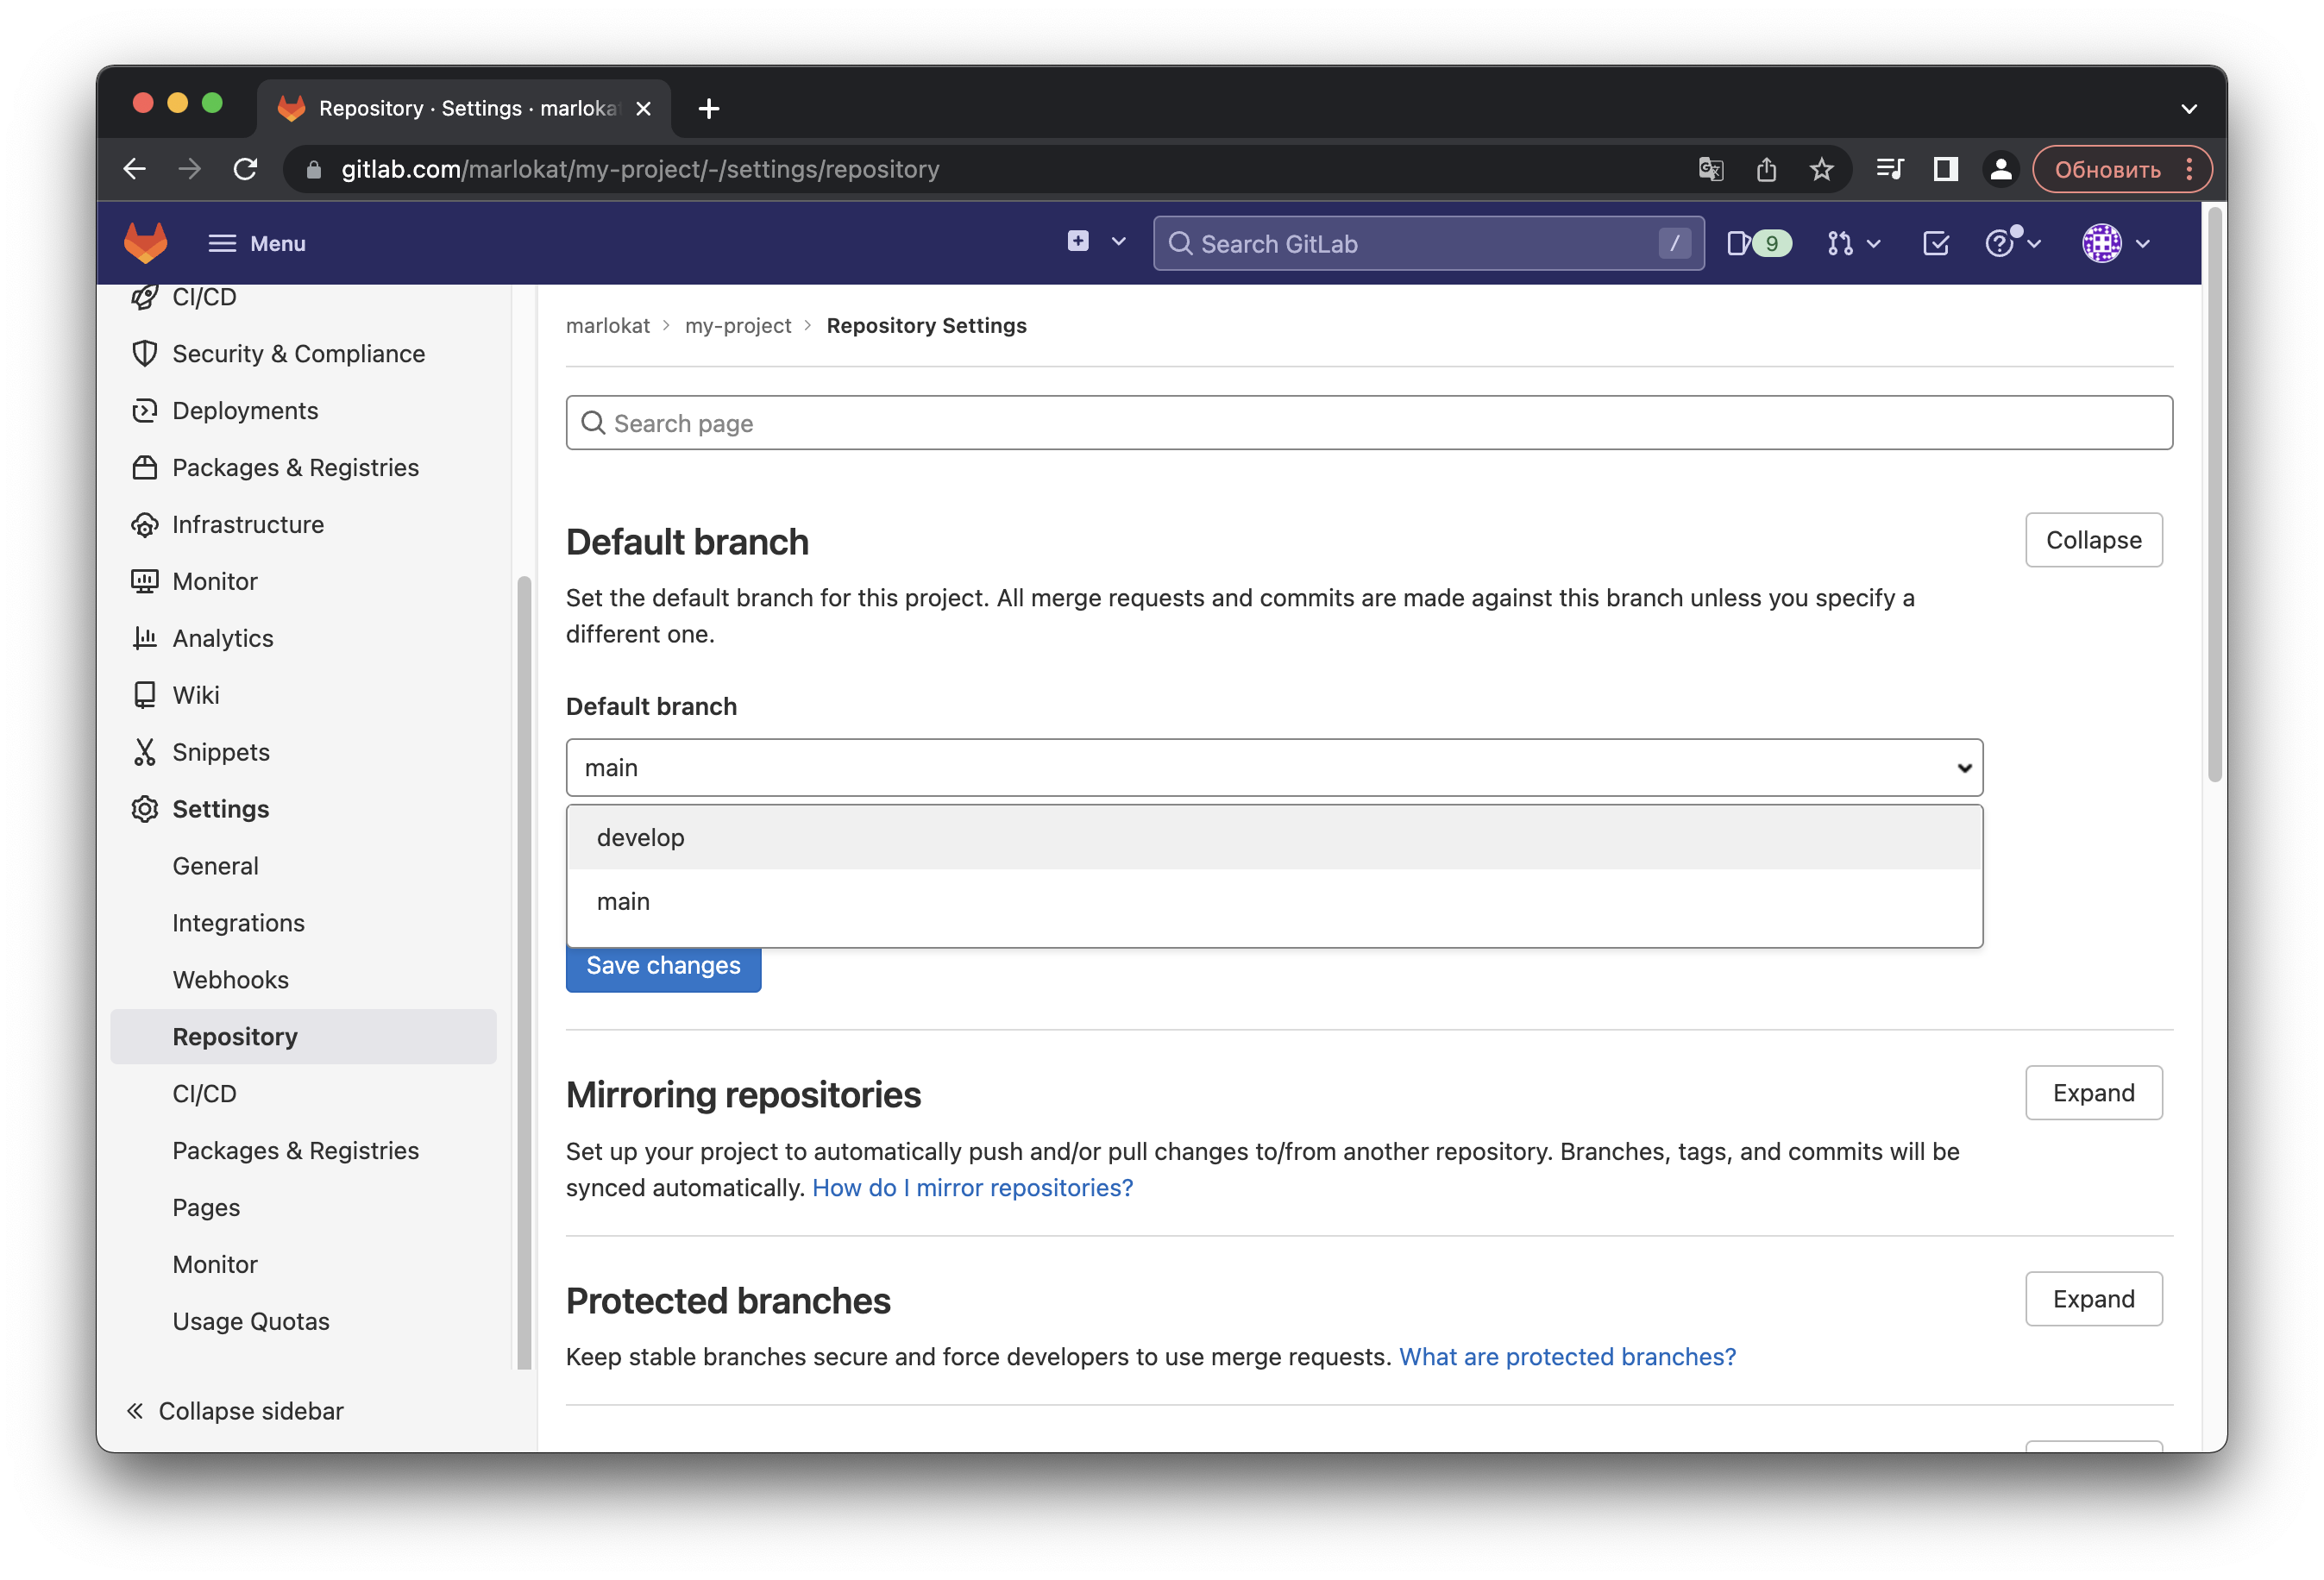 Repository · Settings · marloka
gitlab.com/marlokat/my-project/-/settings/repository
Обновить
Menu
Search GitLab
/
9
CI/CD
Security & Compliance
Deployments
Packages & Registries
Infrastructure
Monitor
Analytics
Wiki
Snippets
Settings
General
Integrations
Webhooks
Repository
CI/CD
Packages & Registries
Pages
Monitor
Usage Quotas
Collapse sidebar
marlokat > my-project > Repository Settings
Search page
Default branch
Collapse
Set the default branch for this project. All merge requests and commits are made against this branch unless you specify a
different one.
Default branch
main
develop
main
Save changes
Mirroring repositories
Expand
Set up your project to automatically push and/or pull changes to/from another repository. Branches, tags, and commits will be
synced automatically. How do I mirror repositories?
Protected branches
Expand
Keep stable branches secure and force developers to use merge requests. What are protected branches?